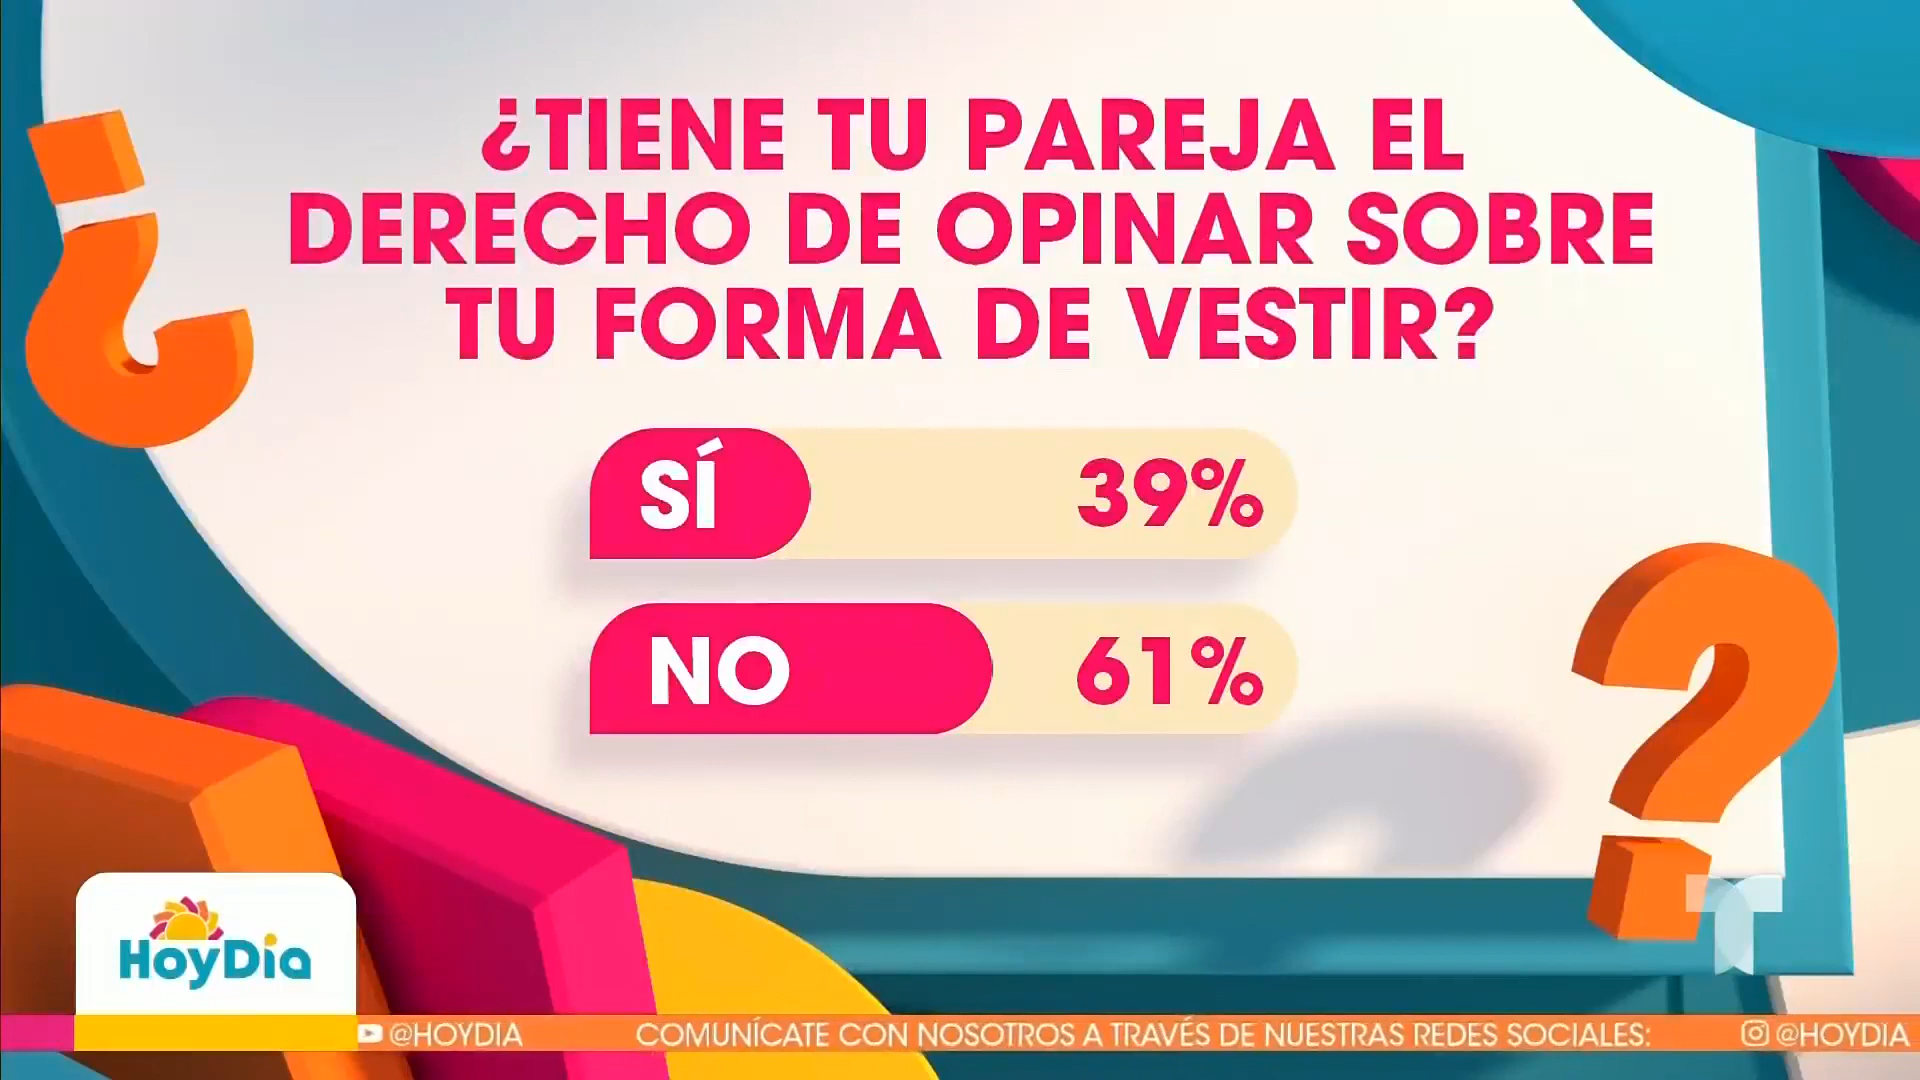 ¿TIENE TU PAREJA EL
DERECHO DE OPINAR SOBRE
TU FORMA DE VESTIR?
SÍ 39%
NO 61%
HoyDía
@HOYDIA COMUNÍCATE CON NOSOTROS A TRAVÉS DE NUESTRAS REDES SOCIALES: @HOYDIA